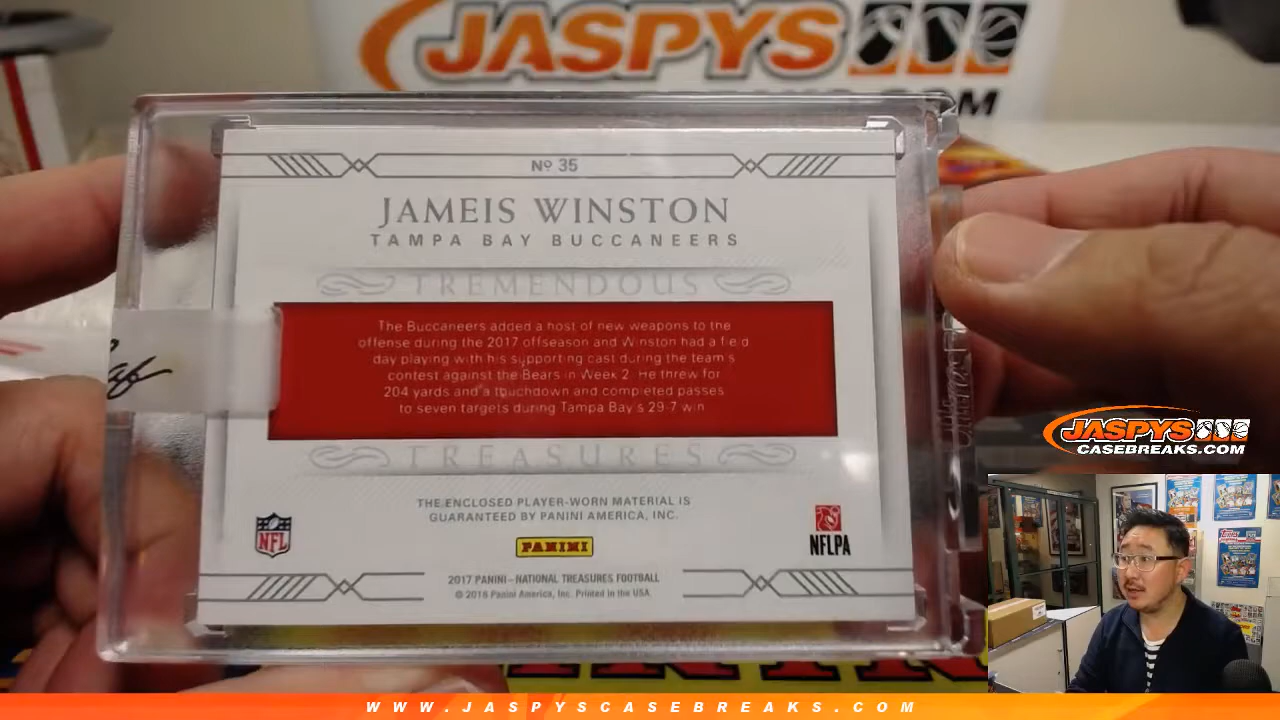 JASPYS
.COM
Nº 35
JAMEIS WINSTON
TAMPA BAY BUCCANEERS
TREMENDOUS
The Buccaneers added a host of new weapons to the
offense during the 2017 offseason and Winston had a field
day playing with his supporting cast during the team's
contest against the Bears in Week 2. He threw for
204 yards and a touchdown and completed passes
to seven targets during Tampa Bay's 29-7 win
TREASURES
THE ENCLOSED PLAYER-WORN MATERIAL IS
GUARANTEED BY PANINI AMERICA, INC.
NFL
PANINI
NFLPA
2017 PANINI – NATIONAL TREASURES FOOTBALL
© 2018 Panini America, Inc. Printed in the USA.
JASPYS
CASEBREAKS.COM
WWW.JASPYSCASEBREAKS.COM